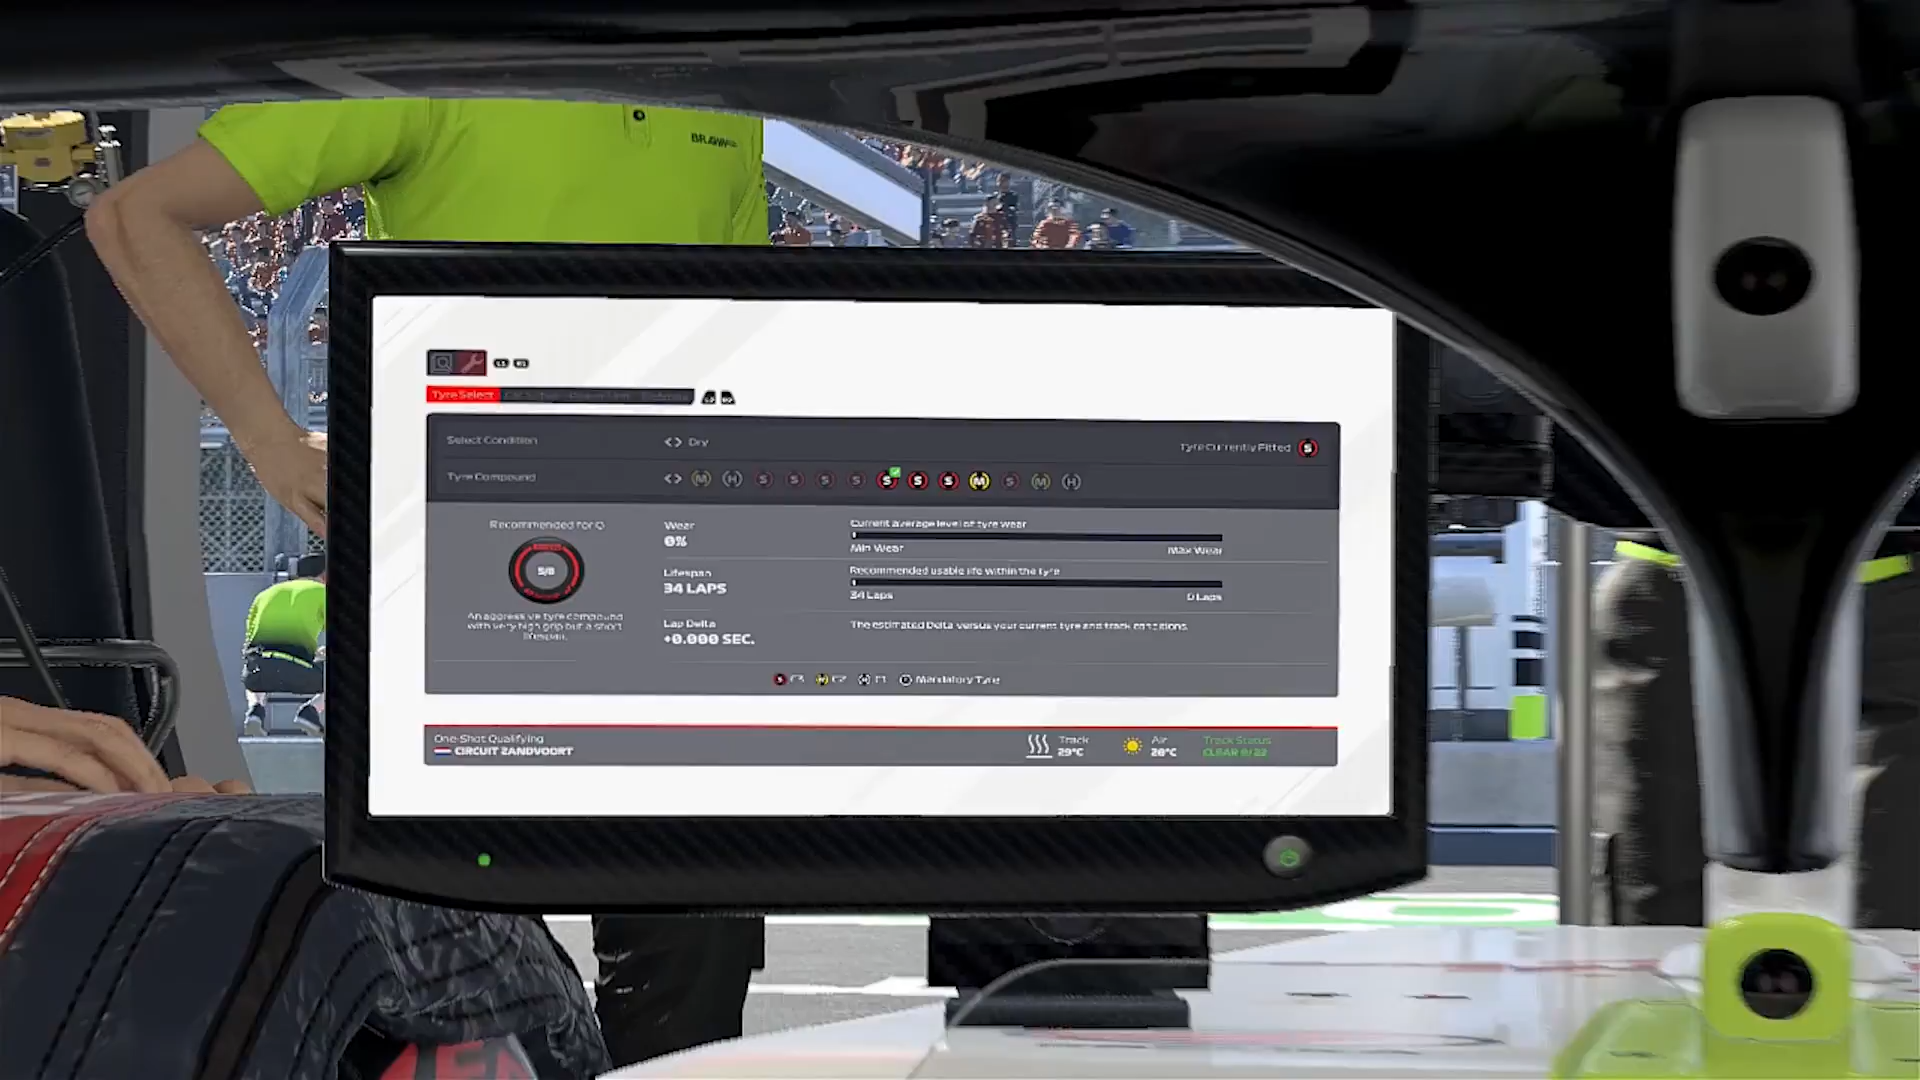 BRAWN
Tyre Select
Select Condition
Dry
Tyre Currently Fitted S
Tyre Compound
M H S S S S S S S M S M H
Recommended for Q
5/8
An aggressive tyre compound
with very high grip but a short
lifespan.
Wear
0%
Current average level of tyre wear
Min Wear
Max Wear
Lifespan
34 LAPS
Recommended usable life within the tyre
34 Laps
0 Laps
Lap Delta
+0.000 SEC.
The estimated Delta versus your current tyre and track conditions.
S C3 M C2 H C1 Mandatory Tyre
One-Shot Qualifying
CIRCUIT ZANDVOORT
Track
29°C
Air
Track Status